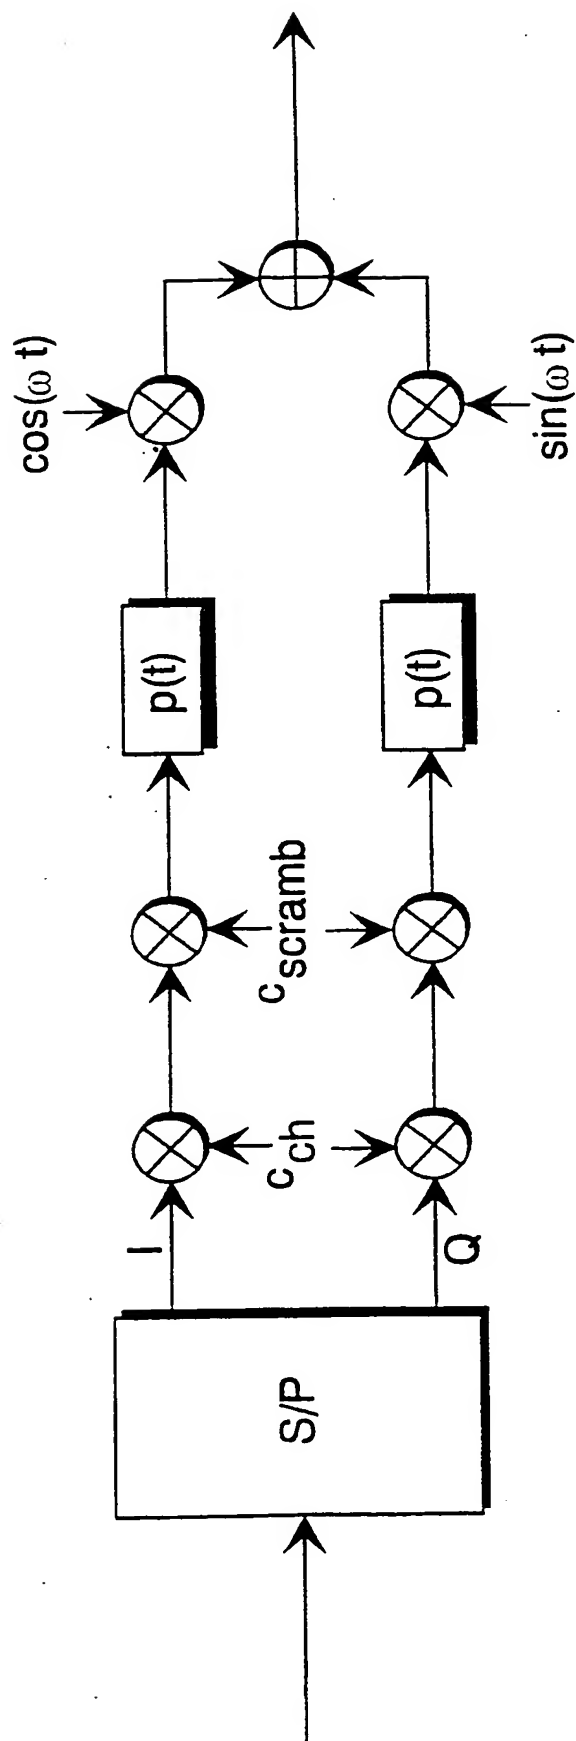 S/P
I
Q
c_ch
c_scramb
p(t)
p(t)
cos(ω t)
sin(ω t)